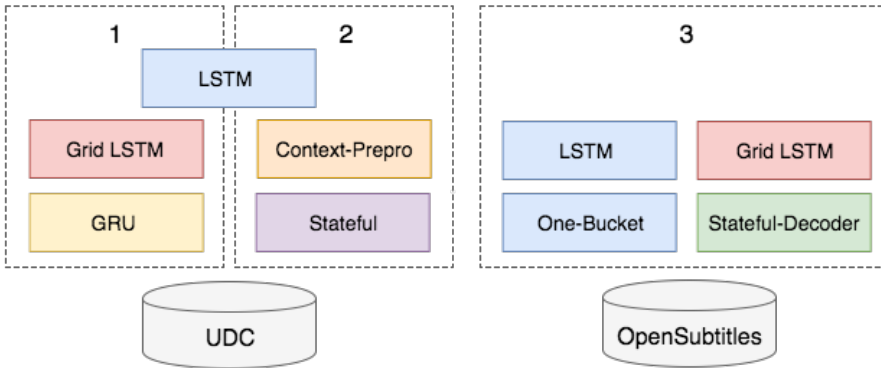 1
2
LSTM
Grid LSTM
Context-Prepro
GRU
Stateful
UDC
3
LSTM
Grid LSTM
One-Bucket
Stateful-Decoder
OpenSubtitles